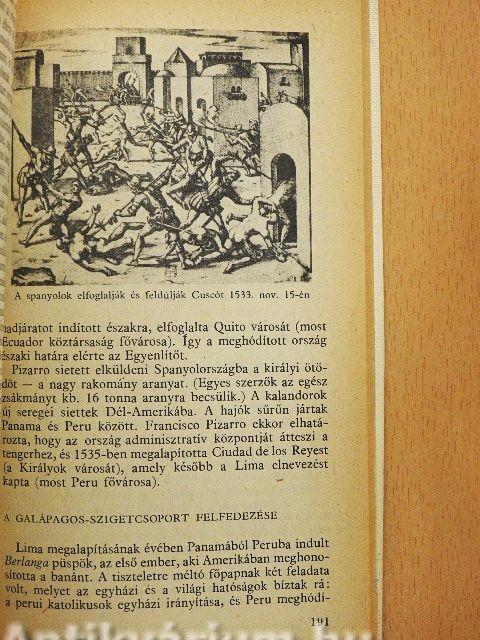 A spanyolok elfoglalják és feldúlják Cuscót 1533. nov. 15-én
hadjáratot indított északra, elfoglalta Quito városát (most
Ecuador köztársaság fővárosa). Így a meghódított ország
északi határa elérte az Egyenlítőt.
Pizarro sietett elküldeni Spanyolországba a királyi ötö-
döt — a nagy rakomány aranyat. (Egyes szerzők az egész
zsákmányt kb. 16 tonna aranyra becsülik.) A kalandorok
új seregei siettek Dél-Amerikába. A hajók sűrűn jártak
Panama és Peru között. Francisco Pizarro ekkor elhatá-
rozta, hogy az ország adminisztratív központját átteszi a
tengerhez, és 1535-ben megalapította Ciudad de los Reyest
(a Királyok városát), amely később a Lima elnevezést
kapta (most Peru fővárosa).
A GALÁPAGOS-SZIGETCSOPORT FELFEDEZÉSE
Lima megalapításának évében Panamából Peruba indult
Berlanga püspök, az első ember, aki Amerikában meghono-
sította a banánt. A tiszteletre méltó főpapnak két feladata
volt, melyet az egyházi és a világi hatóságok bíztak rá:
a perui katolikusok egyházi irányítása, és Peru meghódí-
191